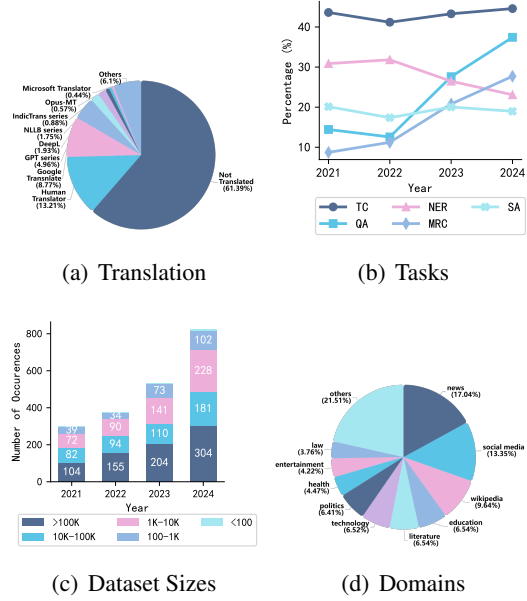 Others
(6.1%)
Microsoft Translator
(0.44%)
Opus-MT
(0.57%)
IndicTrans series
(0.88%)
NLLB series
(1.75%)
DeepL
(1.93%)
GPT series
(4.96%)
Google
Transnlate
(8.77%)
Human
Translator
(13.21%)
Not
Translated
(61.39%)
(a) Translation
Percentage (%)
40
30
20
10
2021 2022 2023 2024
Year
TC NER SA
QA MRC
(b) Tasks
Number of Occurences
800
600
400
200
0
39 34 73 102
72 90 141 228
82 94 110 181
104 155 204 304
2021 2022 2023 2024
Year
>100K 1K-10K <100
10K-100K 100-1K
(c) Dataset Sizes
others
(21.51%)
news
(17.04%)
social media
(13.35%)
wikipedia
(9.64%)
education
(6.54%)
literature
(6.54%)
technology
(6.52%)
politics
(6.41%)
health
(4.47%)
entertainment
(4.22%)
law
(3.76%)
(d) Domains